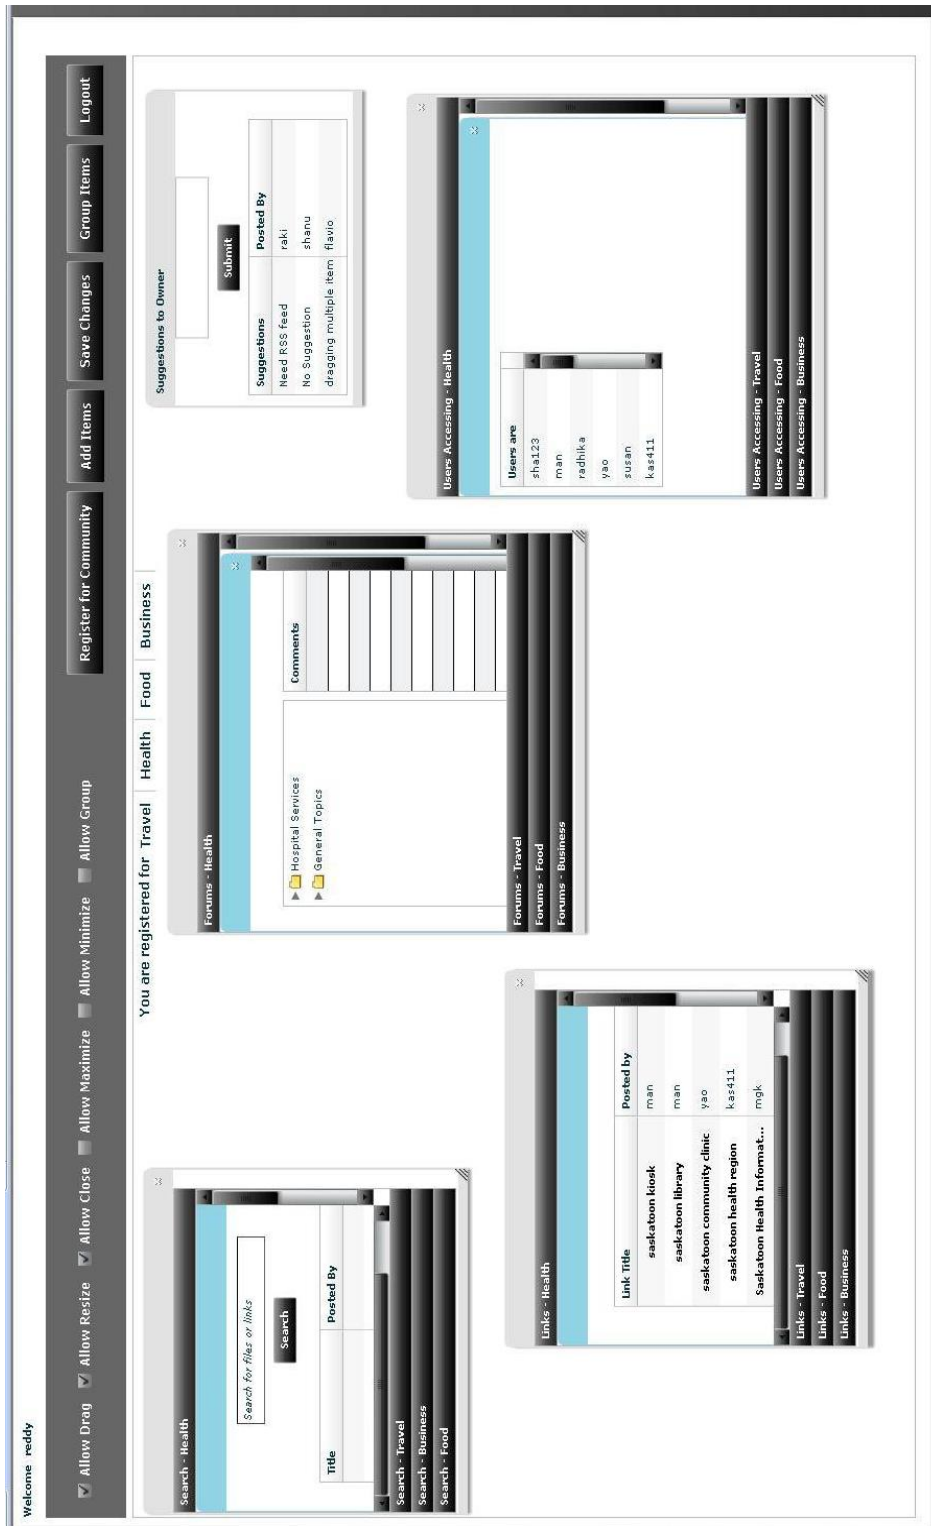 Welcome reddy
Allow Drag Allow Resize Allow Close Allow Maximize Allow Minimize Allow Group Register for Community Add Items Save Changes Group Items Logout
You are registered for Travel Health Food Business
Search - Health
Search for files or links
Search
Title Posted By
Search - Travel
Search - Business
Search - Food
Forums - Health
Hospital Services
General Topics
Comments
Forums - Travel
Forums - Food
Forums - Business
Suggestions to Owner
Submit
Suggestions Posted By
Need RSS feed raki
No Suggestion shanu
dragging multiple item flavio
Links - Health
Link Title Posted by
saskatoon kiosk man
saskatoon library man
saskatoon community clinic yao
saskatoon health region kas411
Saskatoon Health Informat... mgk
Links - Travel
Links - Food
Links - Business
Users Accessing - Health
Users are
sha123
man
radhika
yao
susan
kas411
Users Accessing - Travel
Users Accessing - Food
Users Accessing - Business